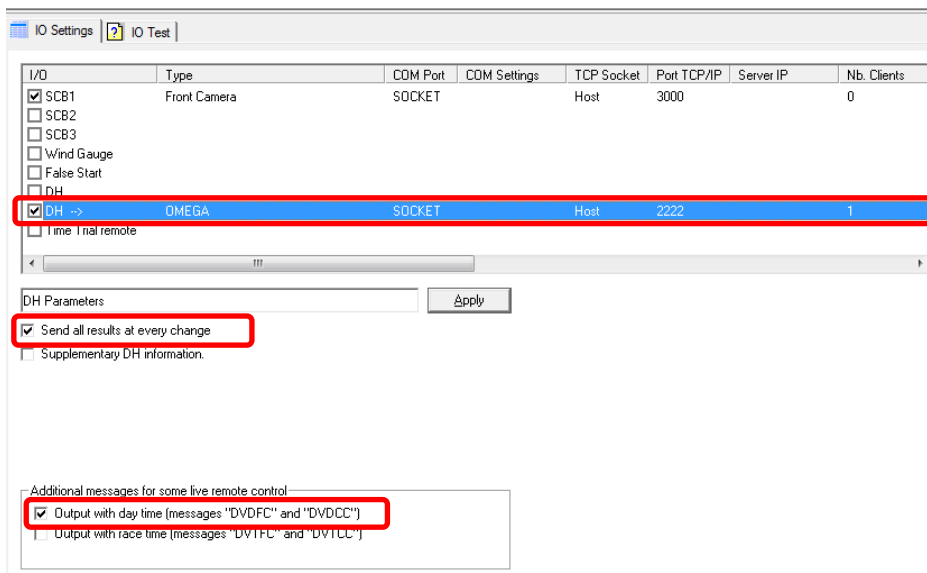 IO Settings IO Test
I/O Type COM Port COM Settings TCP Socket Port TCP/IP Server IP Nb. Clients
SCB1 Front Camera SOCKET Host 3000 0
SCB2
SCB3
Wind Gauge
False Start
DH
DH --> OMEGA SOCKET Host 2222 1
Time Trial remote
DH Parameters Apply
Send all results at every change
Supplementary DH information.
Additional messages for some live remote control
Output with day time (messages "DVDFC" and "DVDCC")
Output with race time (messages "DVTFC" and "DVTCC")